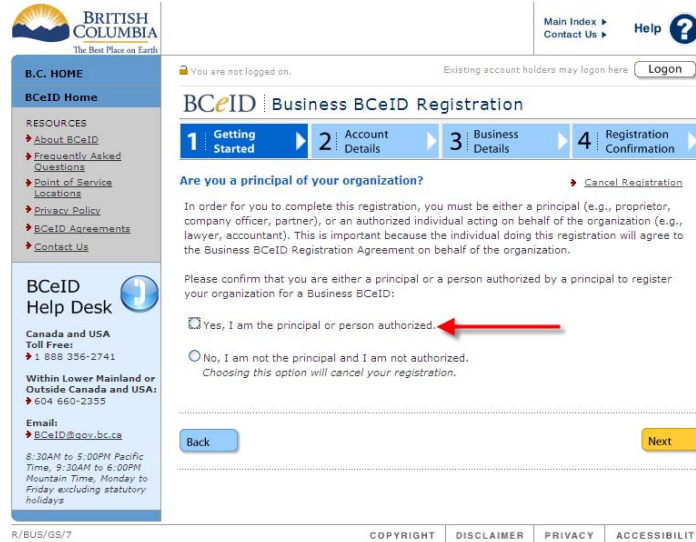 BRITISH
COLUMBIA
The Best Place on Earth
Main Index
Contact Us
Help ?
B.C. HOME
BCeID Home
RESOURCES
About BCeID
Frequently Asked
Questions
Point of Service
Locations
Privacy Policy
BCeID Agreements
Contact Us
BCeID
Help Desk
Canada and USA
Toll Free:
1 888 356-2741
Within Lower Mainland or
Outside Canada and USA:
604 660-2355
Email:
BCeID@gov.bc.ca
8:30AM to 5:00PM Pacific
Time, 9:30AM to 6:00PM
Mountain Time, Monday to
Friday excluding statutory
holidays
You are not logged on.
Existing account holders may logon here Logon
BCeID Business BCeID Registration
1 Getting Started
2 Account Details
3 Business Details
4 Registration Confirmation
Are you a principal of your organization?
Cancel Registration
In order for you to complete this registration, you must be either a principal (e.g., proprietor,
company officer, partner), or an authorized individual acting on behalf of the organization (e.g.,
lawyer, accountant). This is important because the individual doing this registration will agree to
the Business BCeID Registration Agreement on behalf of the organization.
Please confirm that you are either a principal or a person authorized by a principal to register
your organization for a Business BCeID:
Yes, I am the principal or person authorized.
No, I am not the principal and I am not authorized.
Choosing this option will cancel your registration.
Back
Next
R/BUS/GS/7
COPYRIGHT DISCLAIMER PRIVACY ACCESSIBILIT